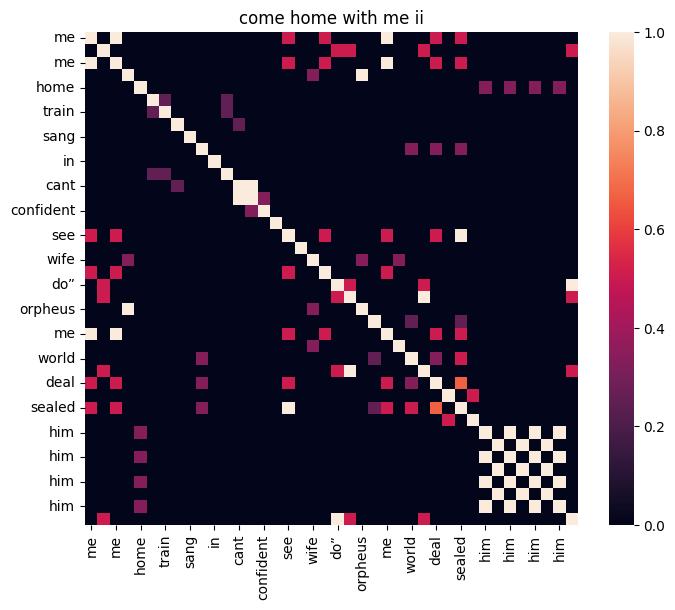 come home with me ii
me
me
home
train
sang
in
cant
confident
see
wife
do”
orpheus
me
world
deal
sealed
him
him
him
him
1.0
0.8
0.6
0.4
0.2
0.0
me
me
home
train
sang
in
cant
confident
see
wife
do”
orpheus
me
world
deal
sealed
him
him
him
him